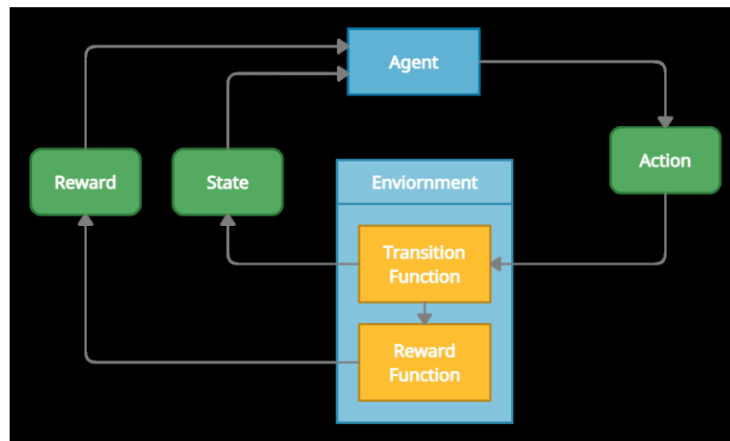 Agent
Reward
State
Action
Enviornment
Transition
Function
Reward
Function